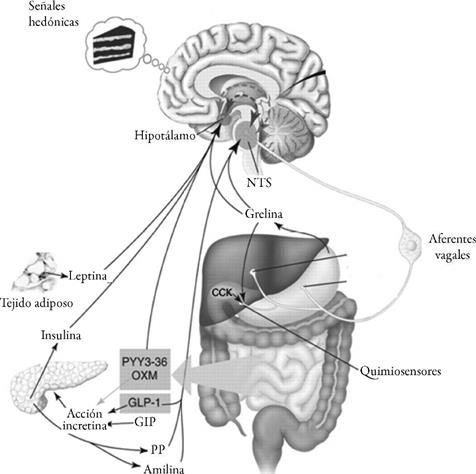 Señales
hedónicas
Hipotálamo
NTS
Grelina
Aferentes
vagales
Leptina
Tejido adiposo
CCK
Insulina
Quimiosensores
PYY3-36
OXM
GLP-1
Acción
incretina
GIP
PP
Amilina